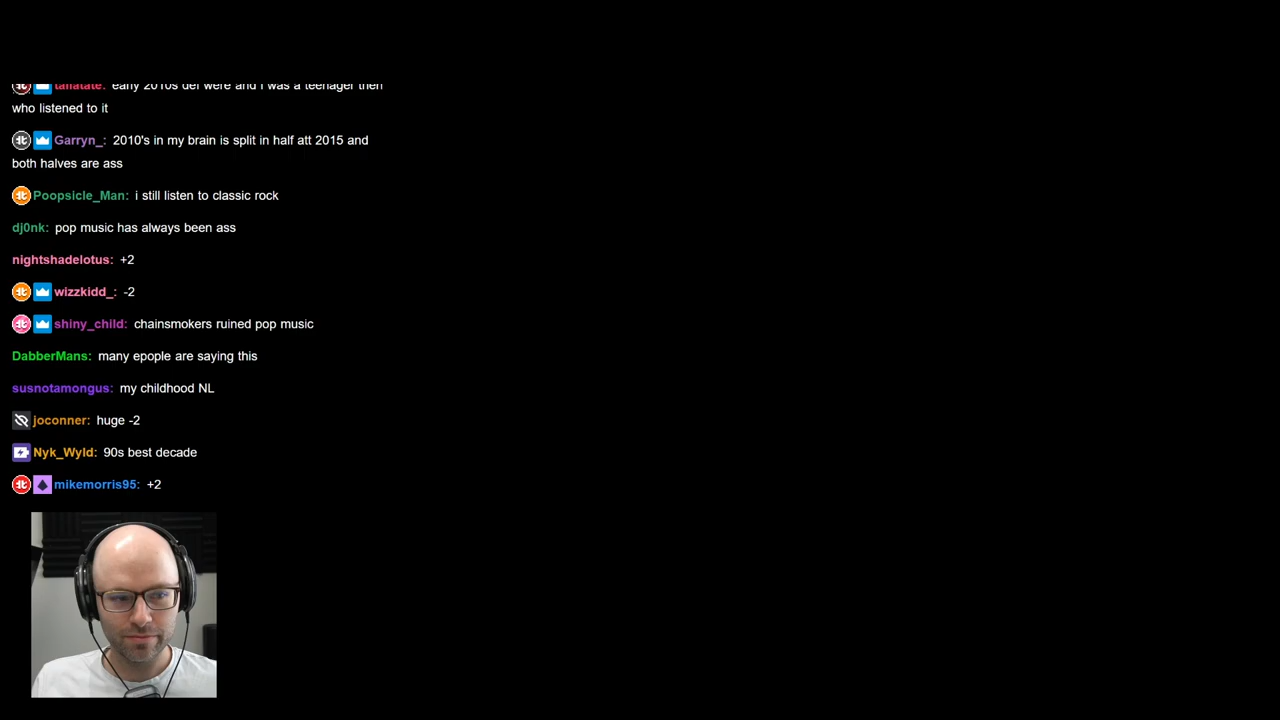 tallatate: early 2010s def were and i was a teenager then
who listened to it
Garryn_: 2010's in my brain is split in half att 2015 and
both halves are ass
Poopsicle_Man: i still listen to classic rock
dj0nk: pop music has always been ass
nightshadelotus: +2
wizzkidd_: -2
shiny_child: chainsmokers ruined pop music
DabberMans: many epople are saying this
susnotamongus: my childhood NL
joconner: huge -2
Nyk_Wyld: 90s best decade
mikemorris95: +2